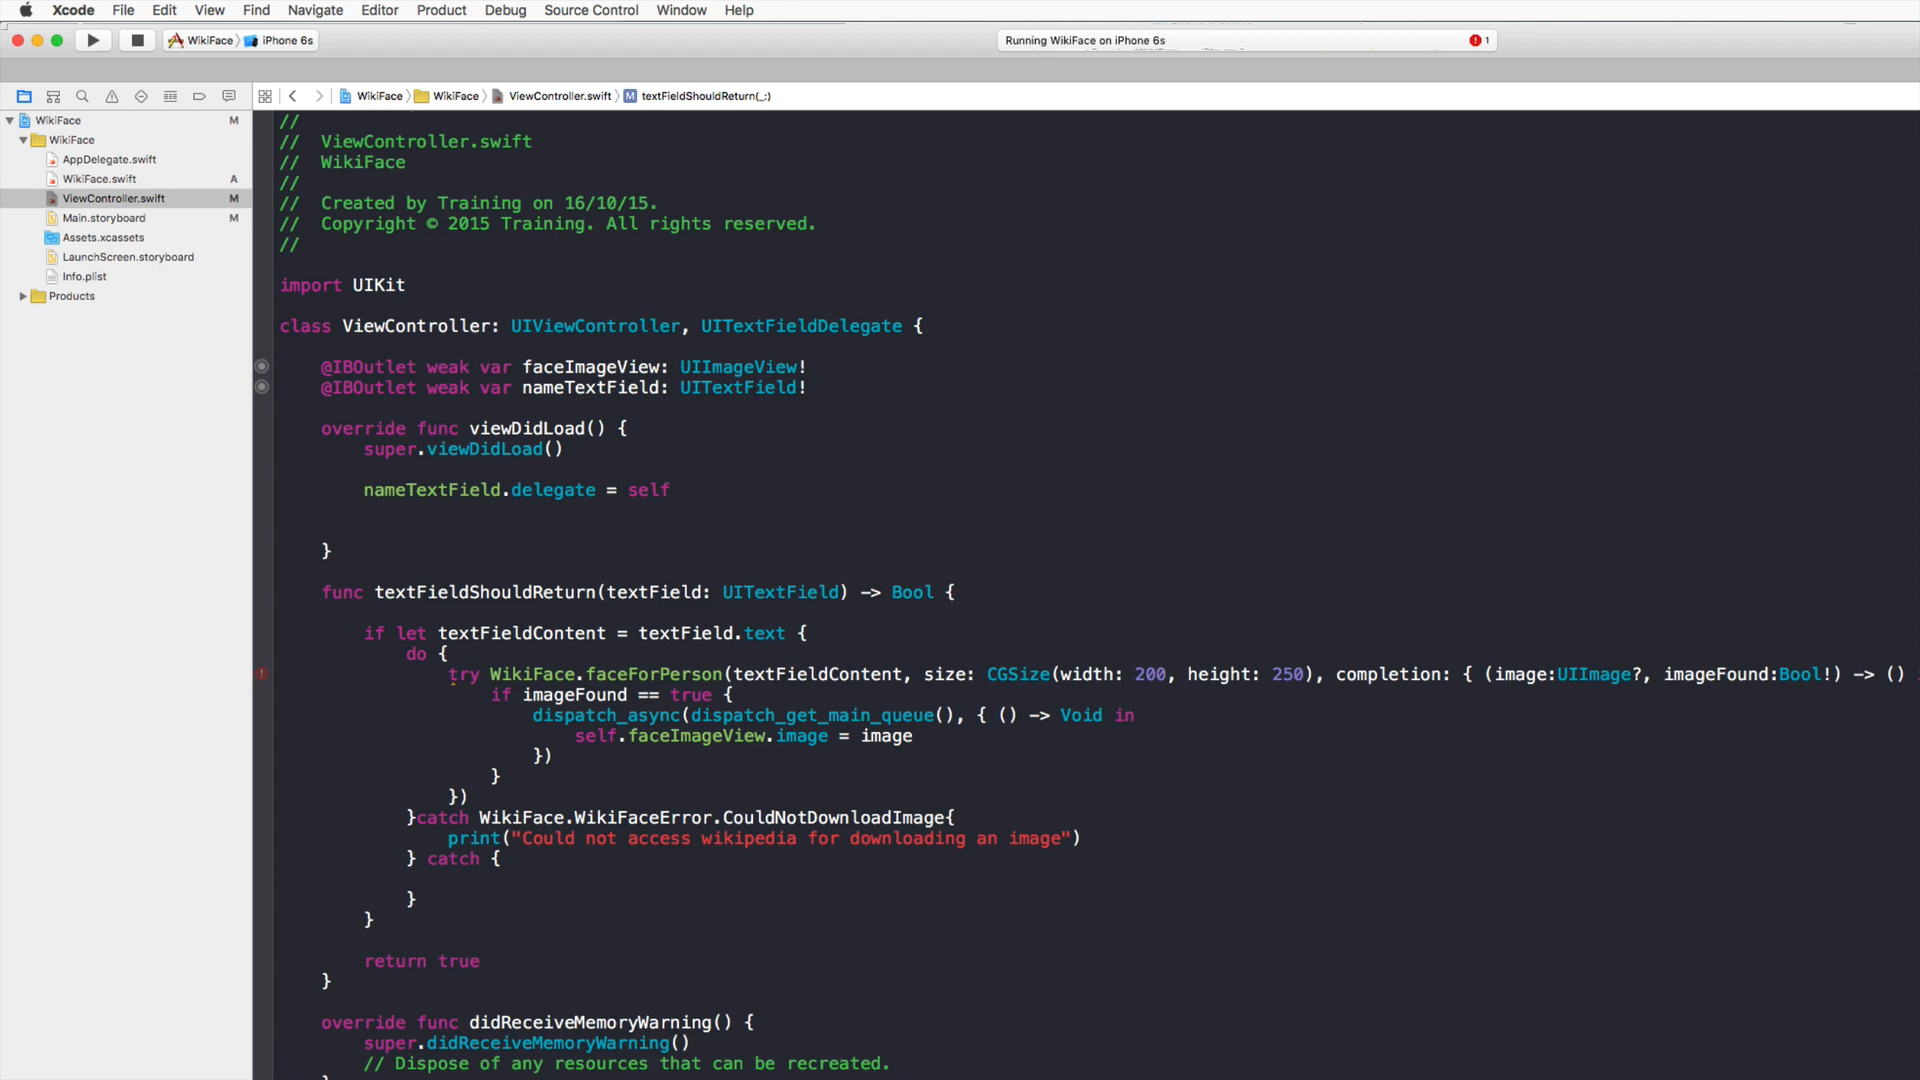 Xcode File Edit View Find Navigate Editor Product Debug Source Control Window Help
WikiFace iPhone 6s
Running WikiFace on iPhone 6s
1
WikiFace WikiFace ViewController.swift M textFieldShouldReturn(_:)
WikiFace M
WikiFace
AppDelegate.swift
WikiFace.swift A
ViewController.swift M
Main.storyboard M
Assets.xcassets
LaunchScreen.storyboard
Info.plist
Products
//
// ViewController.swift
// WikiFace
//
// Created by Training on 16/10/15.
// Copyright © 2015 Training. All rights reserved.
//
import UIKit
class ViewController: UIViewController, UITextFieldDelegate {
@IBOutlet weak var faceImageView: UIImageView!
@IBOutlet weak var nameTextField: UITextField!
override func viewDidLoad() {
super.viewDidLoad()
nameTextField.delegate = self
}
func textFieldShouldReturn(textField: UITextField) -> Bool {
if let textFieldContent = textField.text {
do {
try WikiFace.faceForPerson(textFieldContent, size: CGSize(width: 200, height: 250), completion: { (image:UIImage?, imageFound:Bool!) -> ()
if imageFound == true {
dispatch_async(dispatch_get_main_queue(), { () -> Void in
self.faceImageView.image = image
})
}
})
}catch WikiFace.WikiFaceError.CouldNotDownloadImage{
print("Could not access wikipedia for downloading an image")
} catch {
}
}
return true
}
override func didReceiveMemoryWarning() {
super.didReceiveMemoryWarning()
// Dispose of any resources that can be recreated.